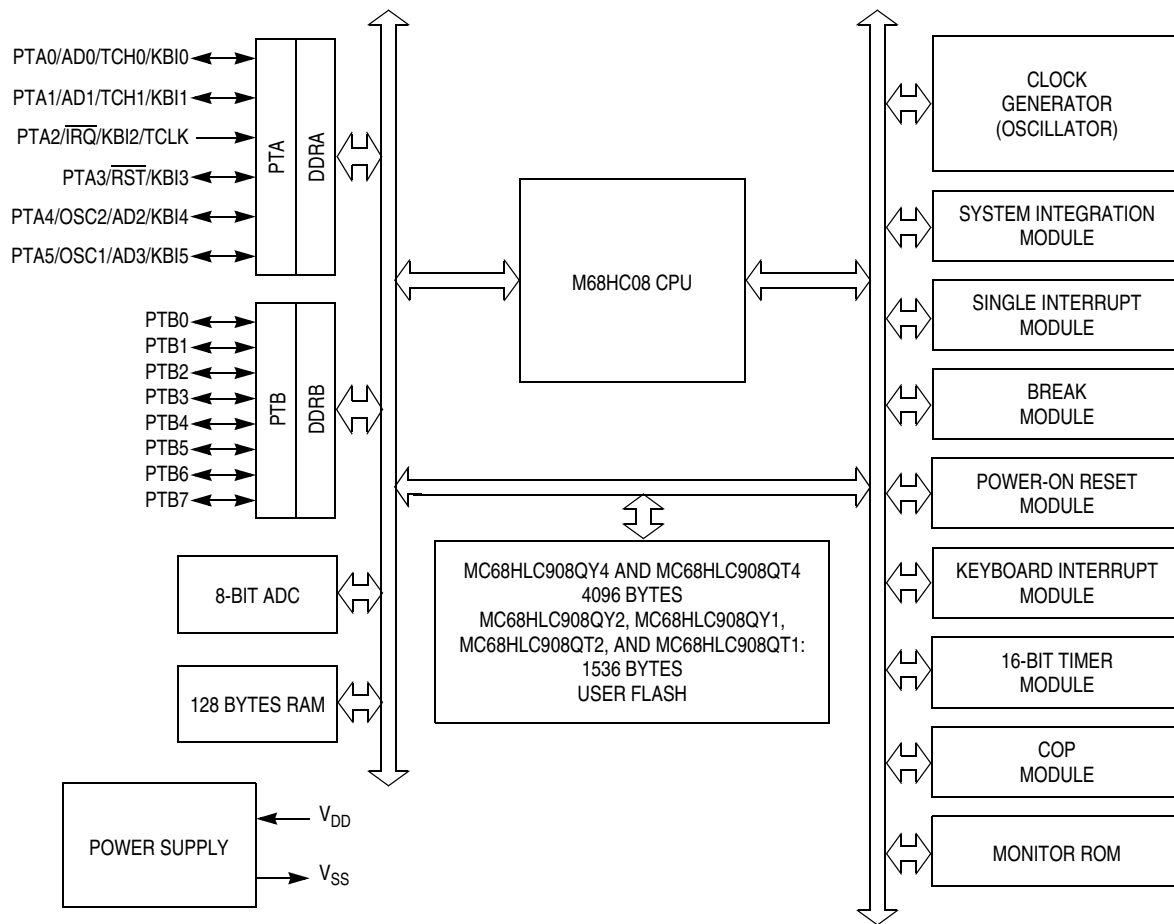 PTA0/AD0/TCH0/KBI0
PTA1/AD1/TCH1/KBI1
PTA2/IRQ/KBI2/TCLK
PTA3/RST/KBI3
PTA4/OSC2/AD2/KBI4
PTA5/OSC1/AD3/KBI5
PTA
DDRA
PTB0
PTB1
PTB2
PTB3
PTB4
PTB5
PTB6
PTB7
PTB
DDRB
8-BIT ADC
128 BYTES RAM
POWER SUPPLY
VDD
VSS
M68HC08 CPU
MC68HLC908QY4 AND MC68HLC908QT4
4096 BYTES
MC68HLC908QY2, MC68HLC908QY1,
MC68HLC908QT2, AND MC68HLC908QT1:
1536 BYTES
USER FLASH
CLOCK
GENERATOR
(OSCILLATOR)
SYSTEM INTEGRATION
MODULE
SINGLE INTERRUPT
MODULE
BREAK
MODULE
POWER-ON RESET
MODULE
KEYBOARD INTERRUPT
MODULE
16-BIT TIMER
MODULE
COP
MODULE
MONITOR ROM